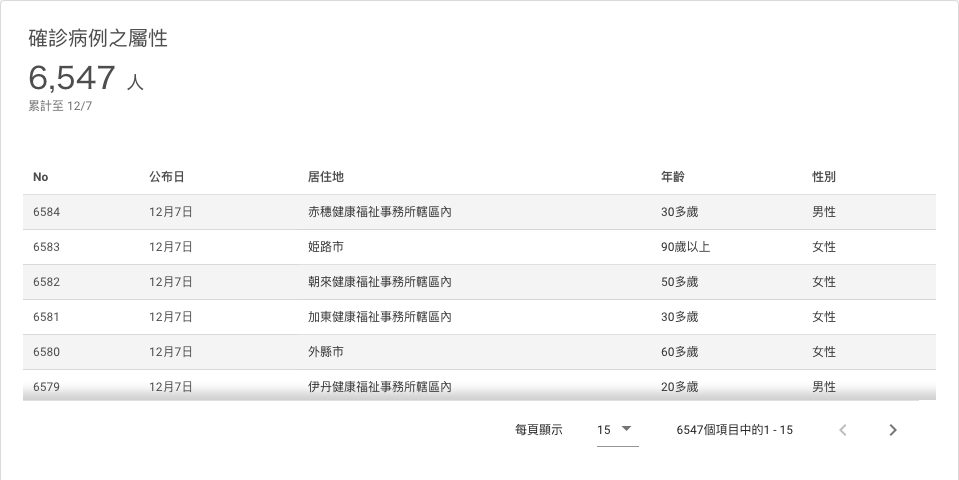 確診病例之屬性
6,547 人
累計至 12/7
No 公布日 居住地 年齡 性別
6584 12月7日 赤穗健康福祉事務所轄區內 30多歲 男性
6583 12月7日 姬路市 90歲以上 女性
6582 12月7日 朝來健康福祉事務所轄區內 50多歲 女性
6581 12月7日 加東健康福祉事務所轄區內 30多歲 女性
6580 12月7日 外縣市 60多歲 女性
6579 12月7日 伊丹健康福祉事務所轄區內 20多歲 男性
每頁顯示 15 6547個項目中的1 - 15